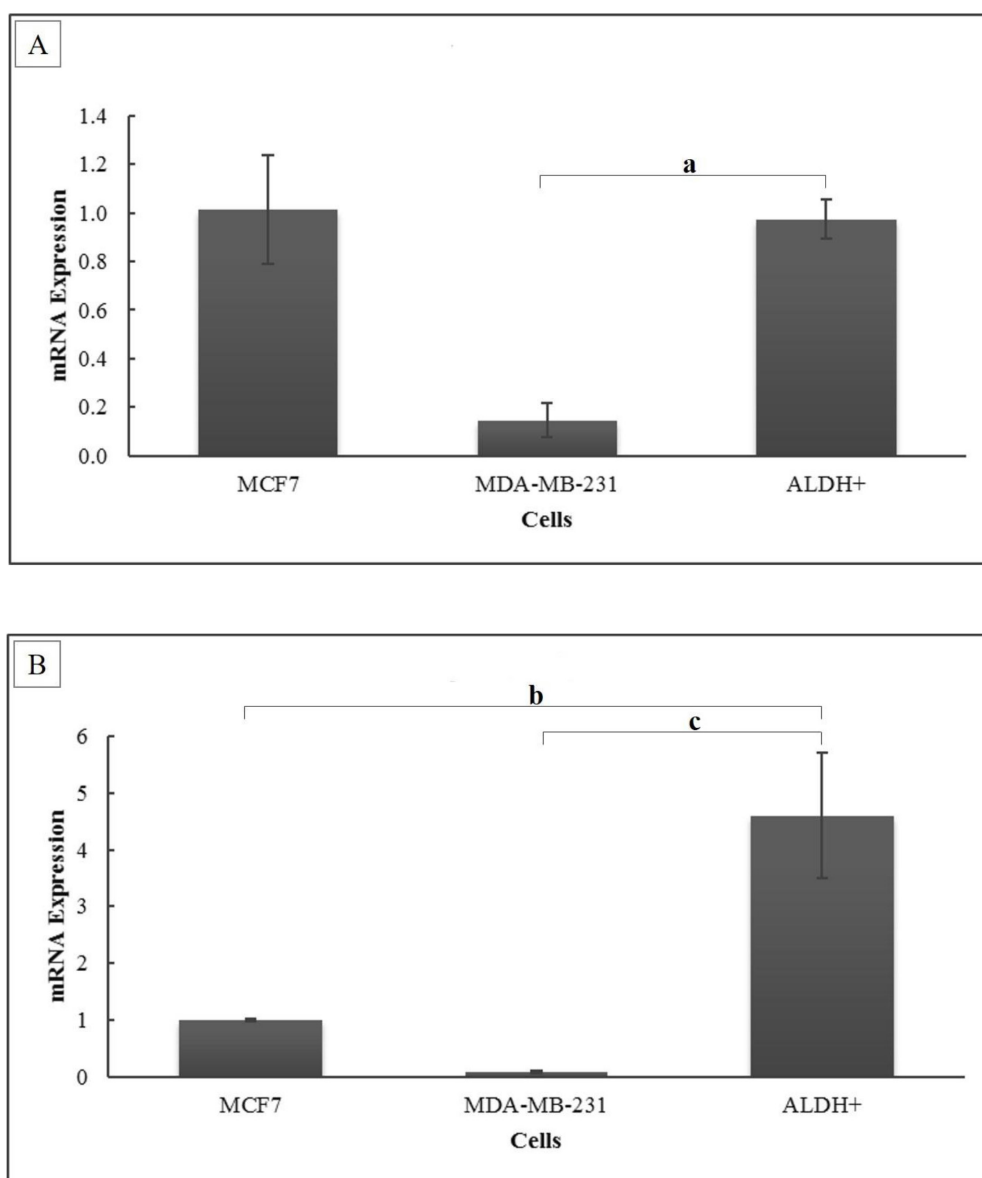 A
a
1.4
1.2
1.0
0.8
0.6
0.4
0.2
0.0
mRNA Expression
MCF7 MDA-MB-231 ALDH+
Cells
B
b
c
6
5
4
3
2
1
0
mRNA Expression
MCF7 MDA-MB-231 ALDH+
Cells